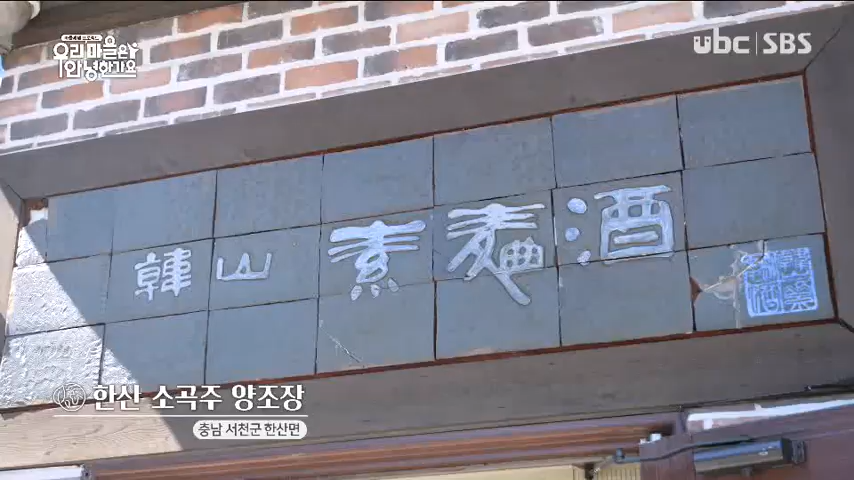 우리 마을은
안녕한가요
ubc SBS
韓山 素麯酒
한산 소곡주 양조장
충남 서천군 한산면